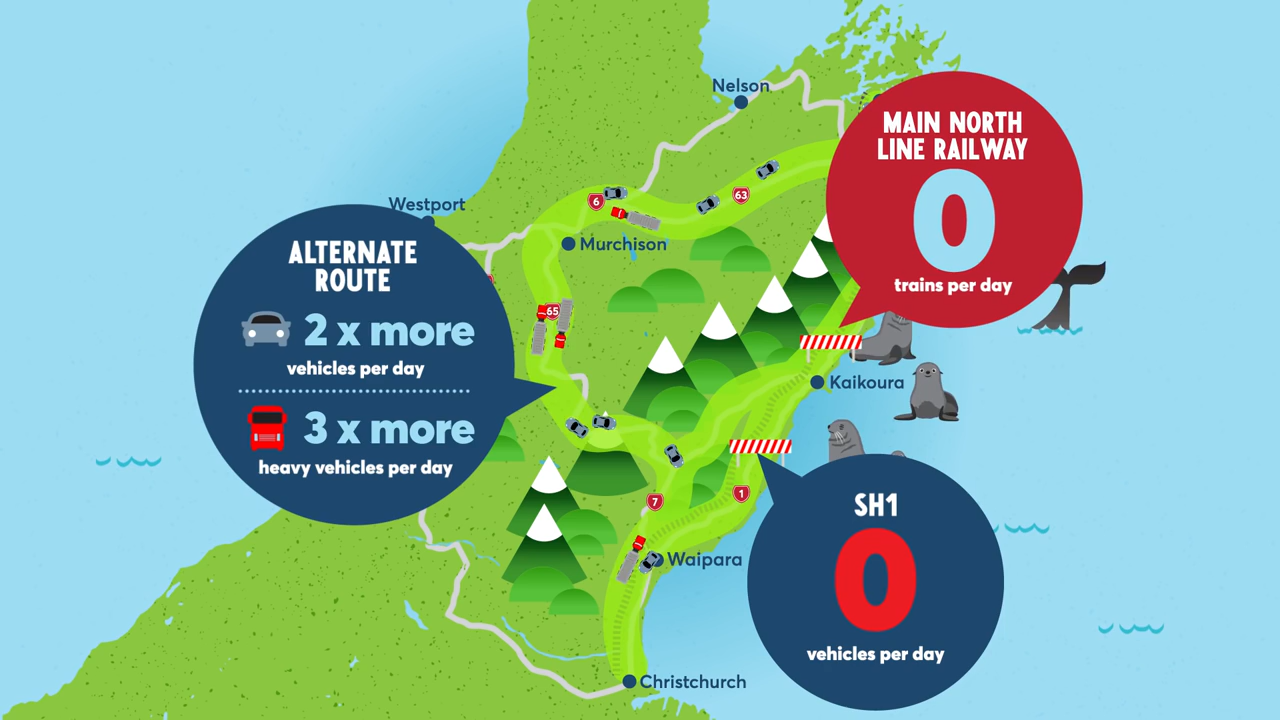 Nelson
MAIN NORTH
LINE RAILWAY
0
trains per day
63
6
Westport
Murchison
ALTERNATE
ROUTE
2 x more
vehicles per day
3 x more
heavy vehicles per day
65
Kaikoura
7
1
SH1
0
vehicles per day
Waipara
Christchurch